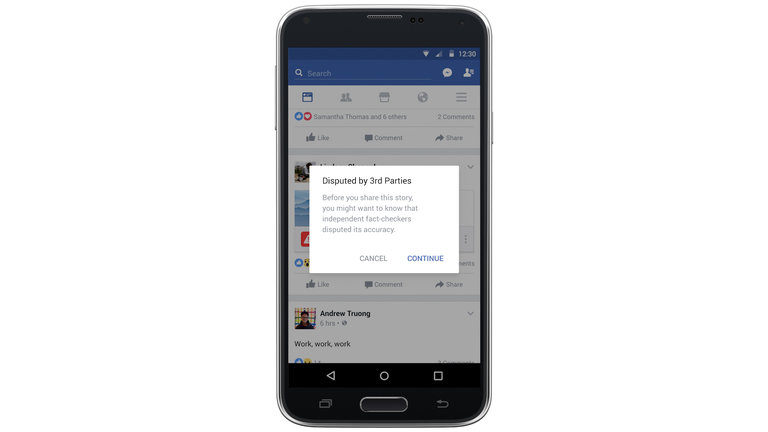 12:30
Search
Samantha Thomas and 6 others 2 Comments
Like Comment Share
Disputed by 3rd Parties
Before you share this story,
you might want to know that
independent fact-checkers
disputed its accuracy.
CANCEL CONTINUE
Like Comment Share
Andrew Truong
6 hrs •
Work, work, work